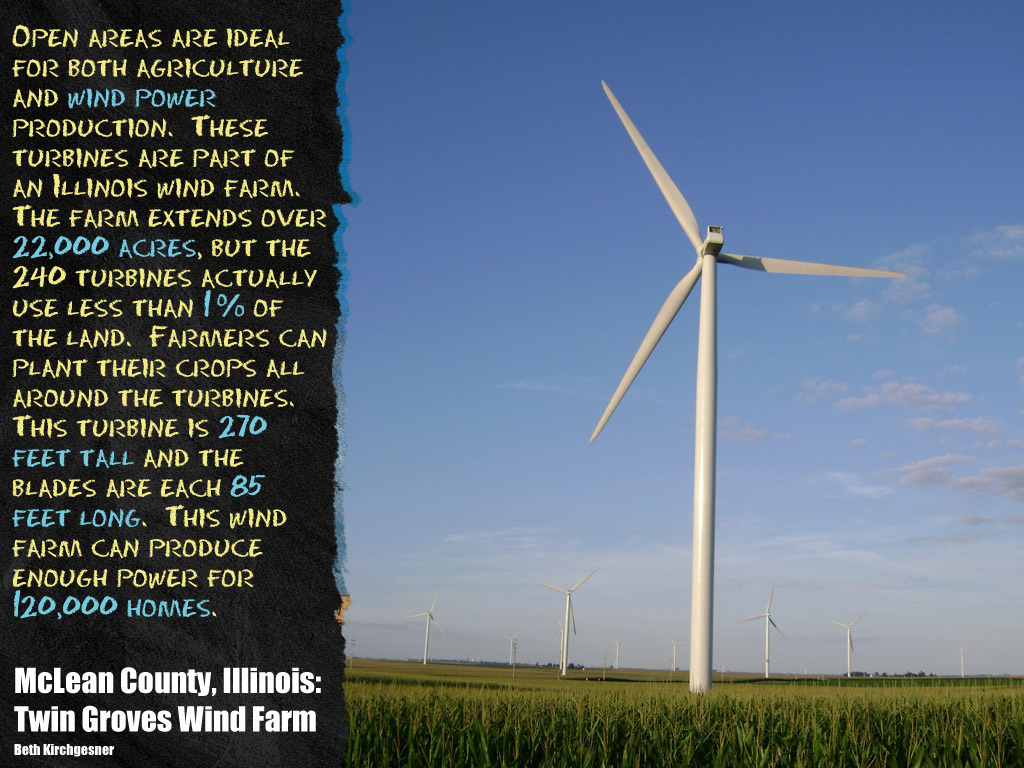 Open areas are ideal
for both agriculture
and wind power
production. These
turbines are part of
an Illinois wind farm.
The farm extends over
22,000 acres, but the
240 turbines actually
use less than 1% of
the land. Farmers can
plant their crops all
around the turbines.
This turbine is 270
feet tall and the
blades are each 85
feet long. This wind
farm can produce
enough power for
120,000 homes.
McLean County, Illinois:
Twin Groves Wind Farm
Beth Kirchgesner